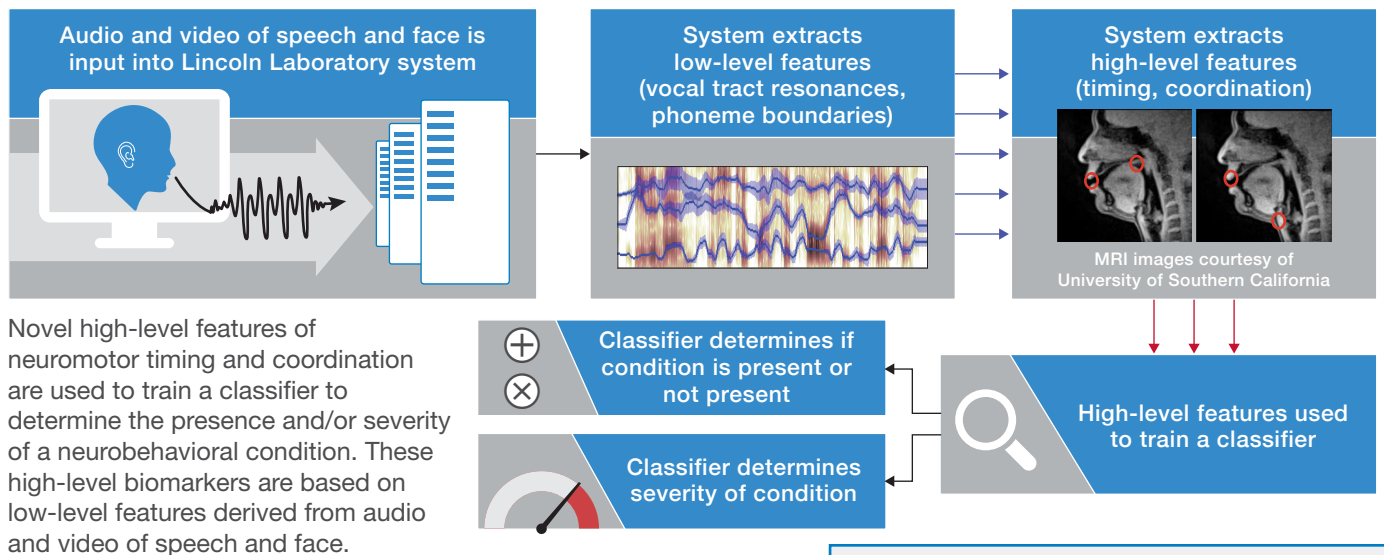 Audio and video of speech and face is
input into Lincoln Laboratory system
System extracts
low-level features
(vocal tract resonances,
phoneme boundaries)
System extracts
high-level features
(timing, coordination)
MRI images courtesy of
University of Southern California
Novel high-level features of
neuromotor timing and coordination
are used to train a classifier to
determine the presence and/or severity
of a neurobehavioral condition. These
high-level biomarkers are based on
low-level features derived from audio
and video of speech and face.
High-level features used
to train a classifier
Classifier determines if
condition is present or
not present
Classifier determines
severity of condition